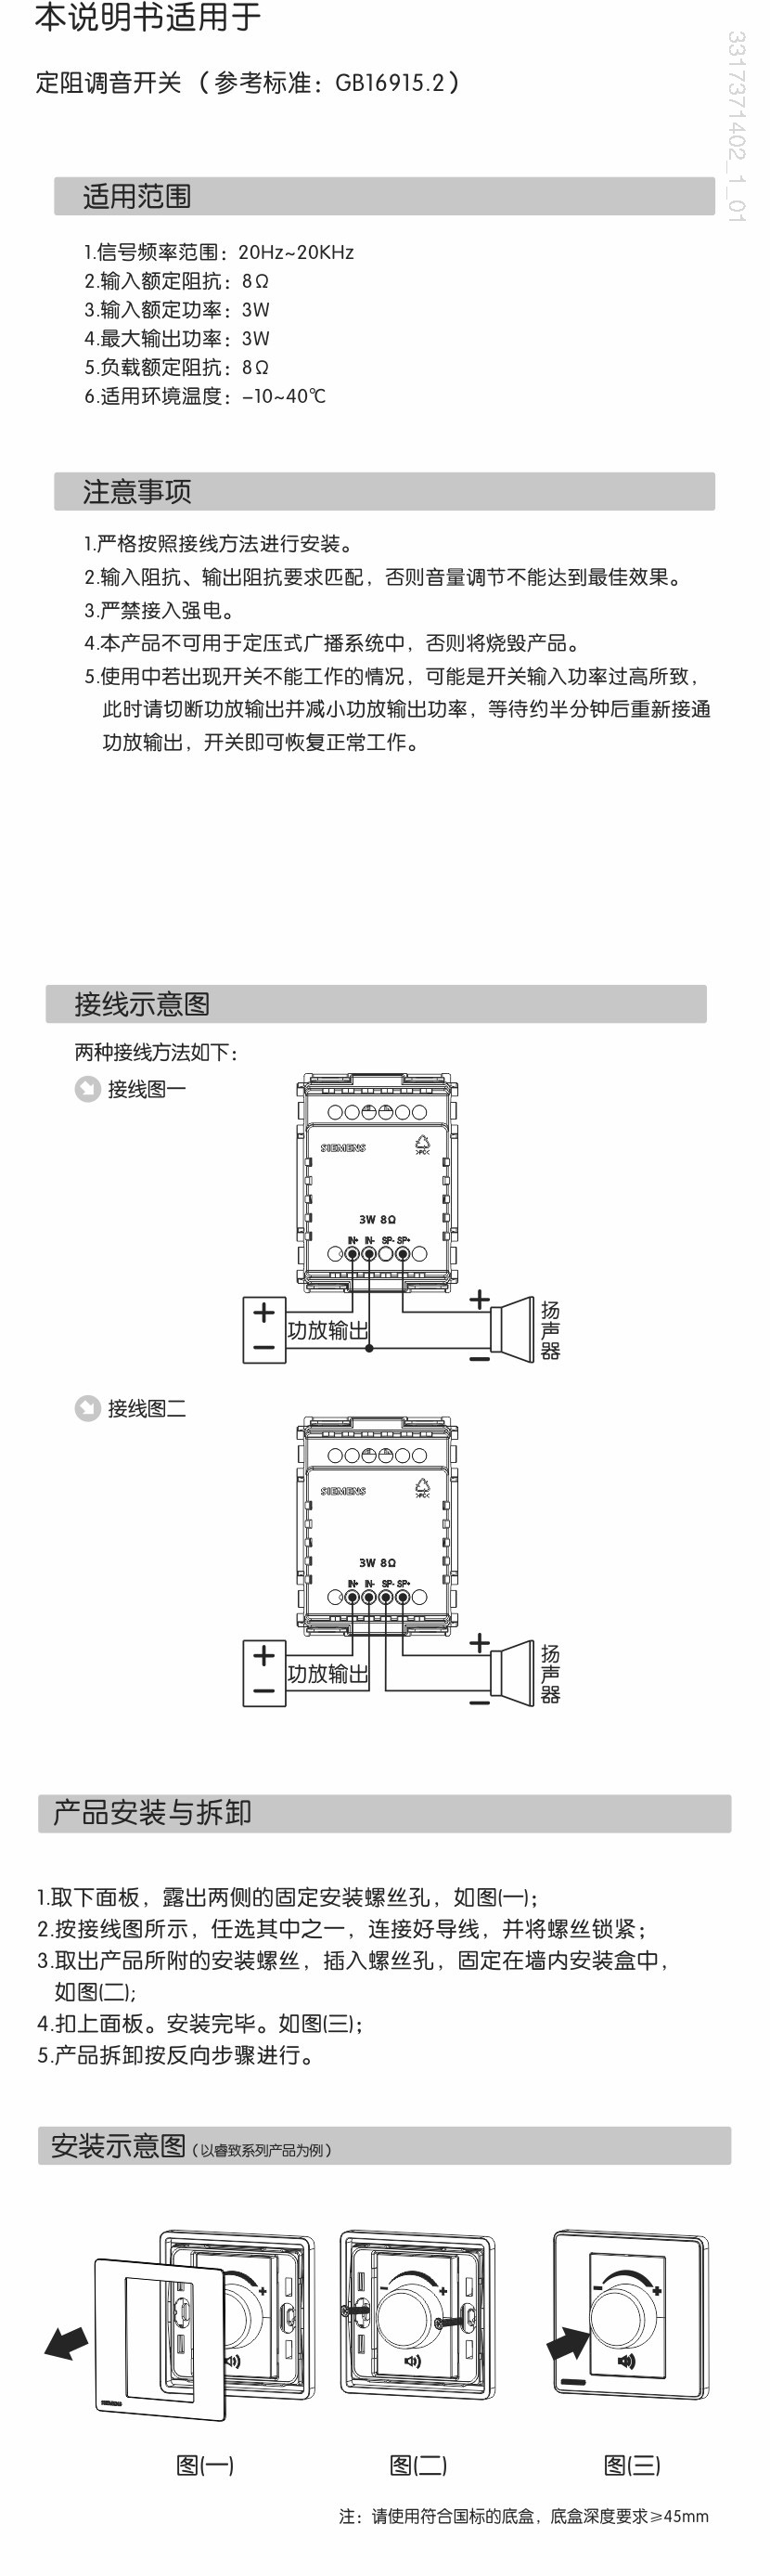 本说明书适用于
定阻调音开关（参考标准：GB16915.2）
3317371402_1_01
适用范围
1.信号频率范围：20Hz~20KHz
2.输入额定阻抗：8Ω
3.输入额定功率：3W
4.最大输出功率：3W
5.负载额定阻抗：8Ω
6.适用环境温度：-10~40℃
注意事项
1.严格按照接线方法进行安装。
2.输入阻抗、输出阻抗要求匹配，否则音量调节不能达到最佳效果。
3.严禁接入强电。
4.本产品不可用于定压式广播系统中，否则将烧毁产品。
5.使用中若出现开关不能工作的情况，可能是开关输入功率过高所致，
此时请切断功放输出并减小功放输出功率，等待约半分钟后重新接通
功放输出，开关即可恢复正常工作。
接线示意图
两种接线方法如下：
接线图一
SIEMENS
>PC<
3W 8Ω
IN+ IN- SP- SP+
+
功放输出
−
+
−
扬声器
接线图二
SIEMENS
>PC<
3W 8Ω
IN+ IN- SP- SP+
+
功放输出
−
+
−
扬声器
产品安装与拆卸
1.取下面板，露出两侧的固定安装螺丝孔，如图(一)；
2.按接线图所示，任选其中之一，连接好导线，并将螺丝锁紧；
3.取出产品所附的安装螺丝，插入螺丝孔，固定在墙内安装盒中，
如图(二);
4.扣上面板。安装完毕。如图(三)；
5.产品拆卸按反向步骤进行。
安装示意图（以睿致系列产品为例）
+
SIEMENS
− +
− +
SIEMENS
图(一) 图(二) 图(三)
注：请使用符合国标的底盒，底盒深度要求≥45mm